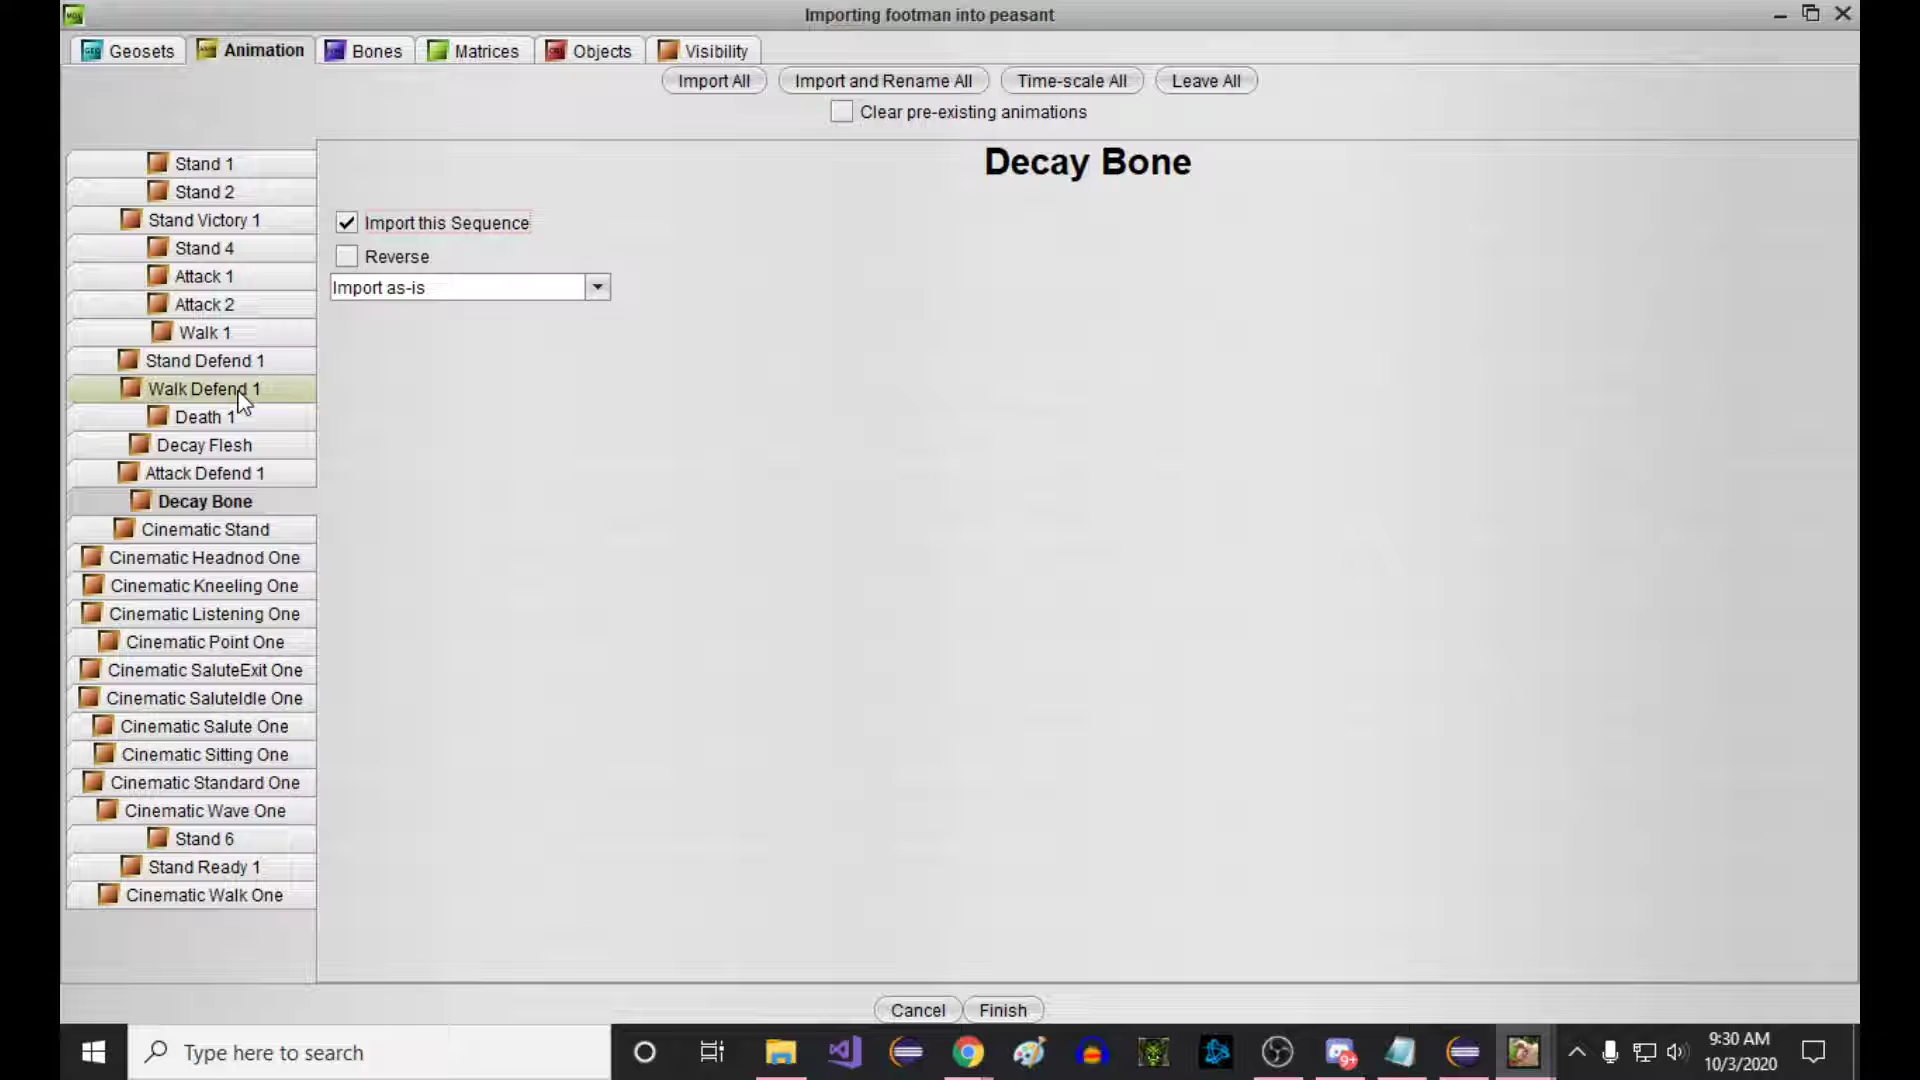 Importing footman into peasant
Geosets
Animation
Bones
Matrices
Objects
Visibility
Import All
Import and Rename All
Time-scale All
Leave All
Clear pre-existing animations
Stand 1
Stand 2
Stand Victory 1
Stand 4
Attack 1
Attack 2
Walk 1
Stand Defend 1
Walk Defend 1
Death 1
Decay Flesh
Attack Defend 1
Decay Bone
Cinematic Stand
Cinematic Headnod One
Cinematic Kneeling One
Cinematic Listening One
Cinematic Point One
Cinematic SaluteExit One
Cinematic SaluteIdle One
Cinematic Salute One
Cinematic Sitting One
Cinematic Standard One
Cinematic Wave One
Stand 6
Stand Ready 1
Cinematic Walk One
Decay Bone
Import this Sequence
Reverse
Import as-is
Cancel
Finish
Type here to search
9+
9:30 AM
10/3/2020